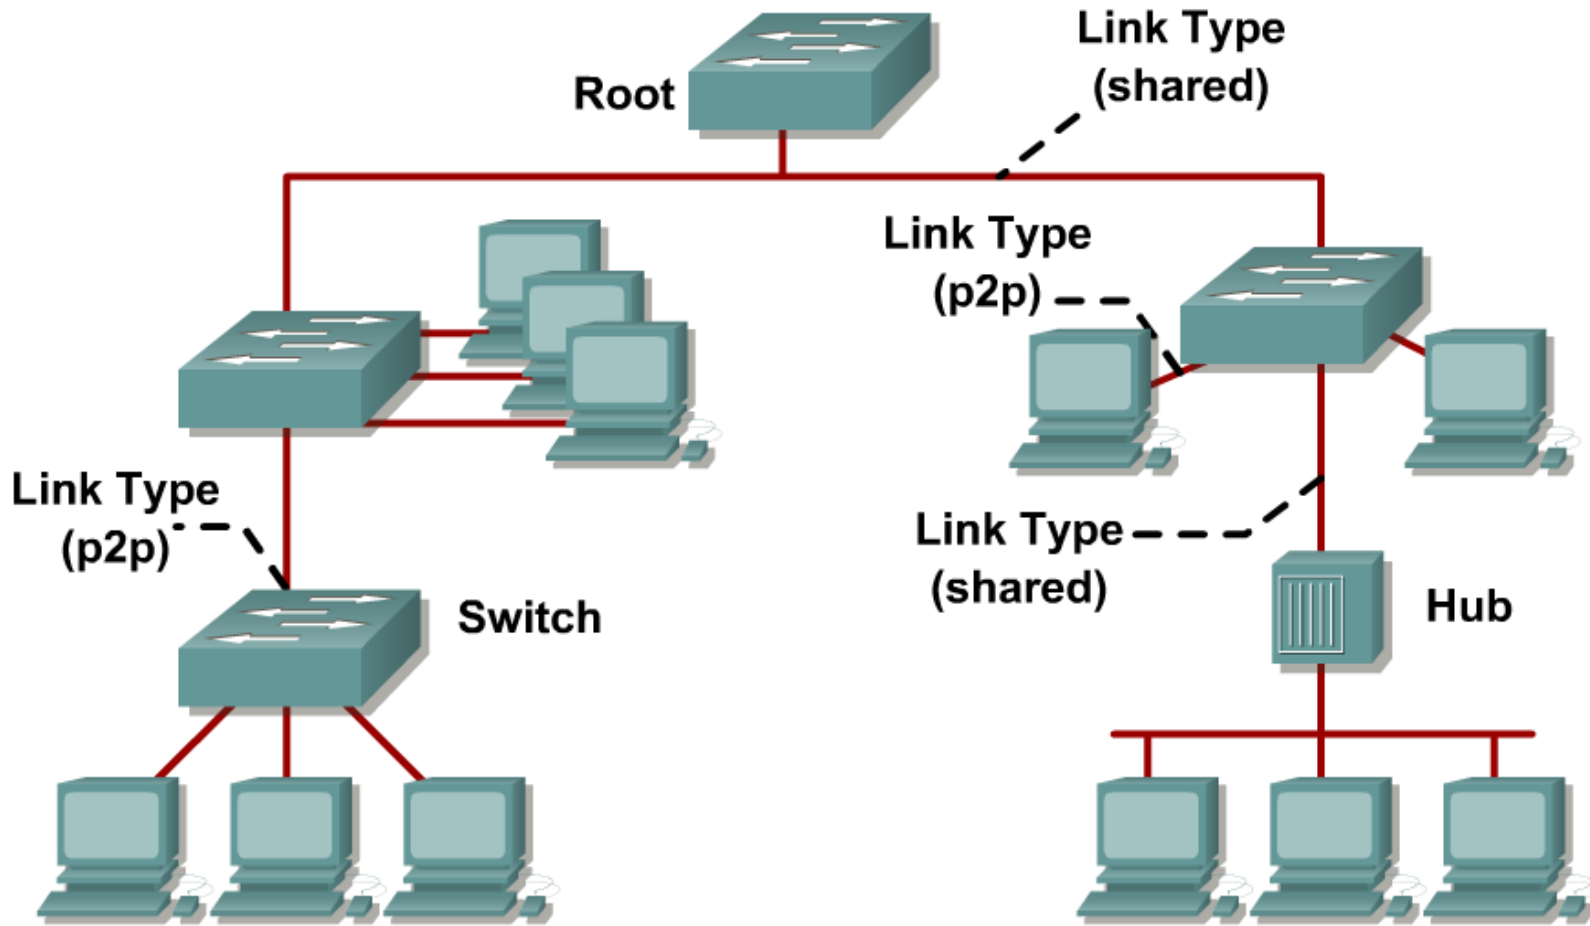 Link Type
(shared)
Root
Link Type
(p2p)
Link Type
(p2p)
Link Type
(shared)
Switch
Hub